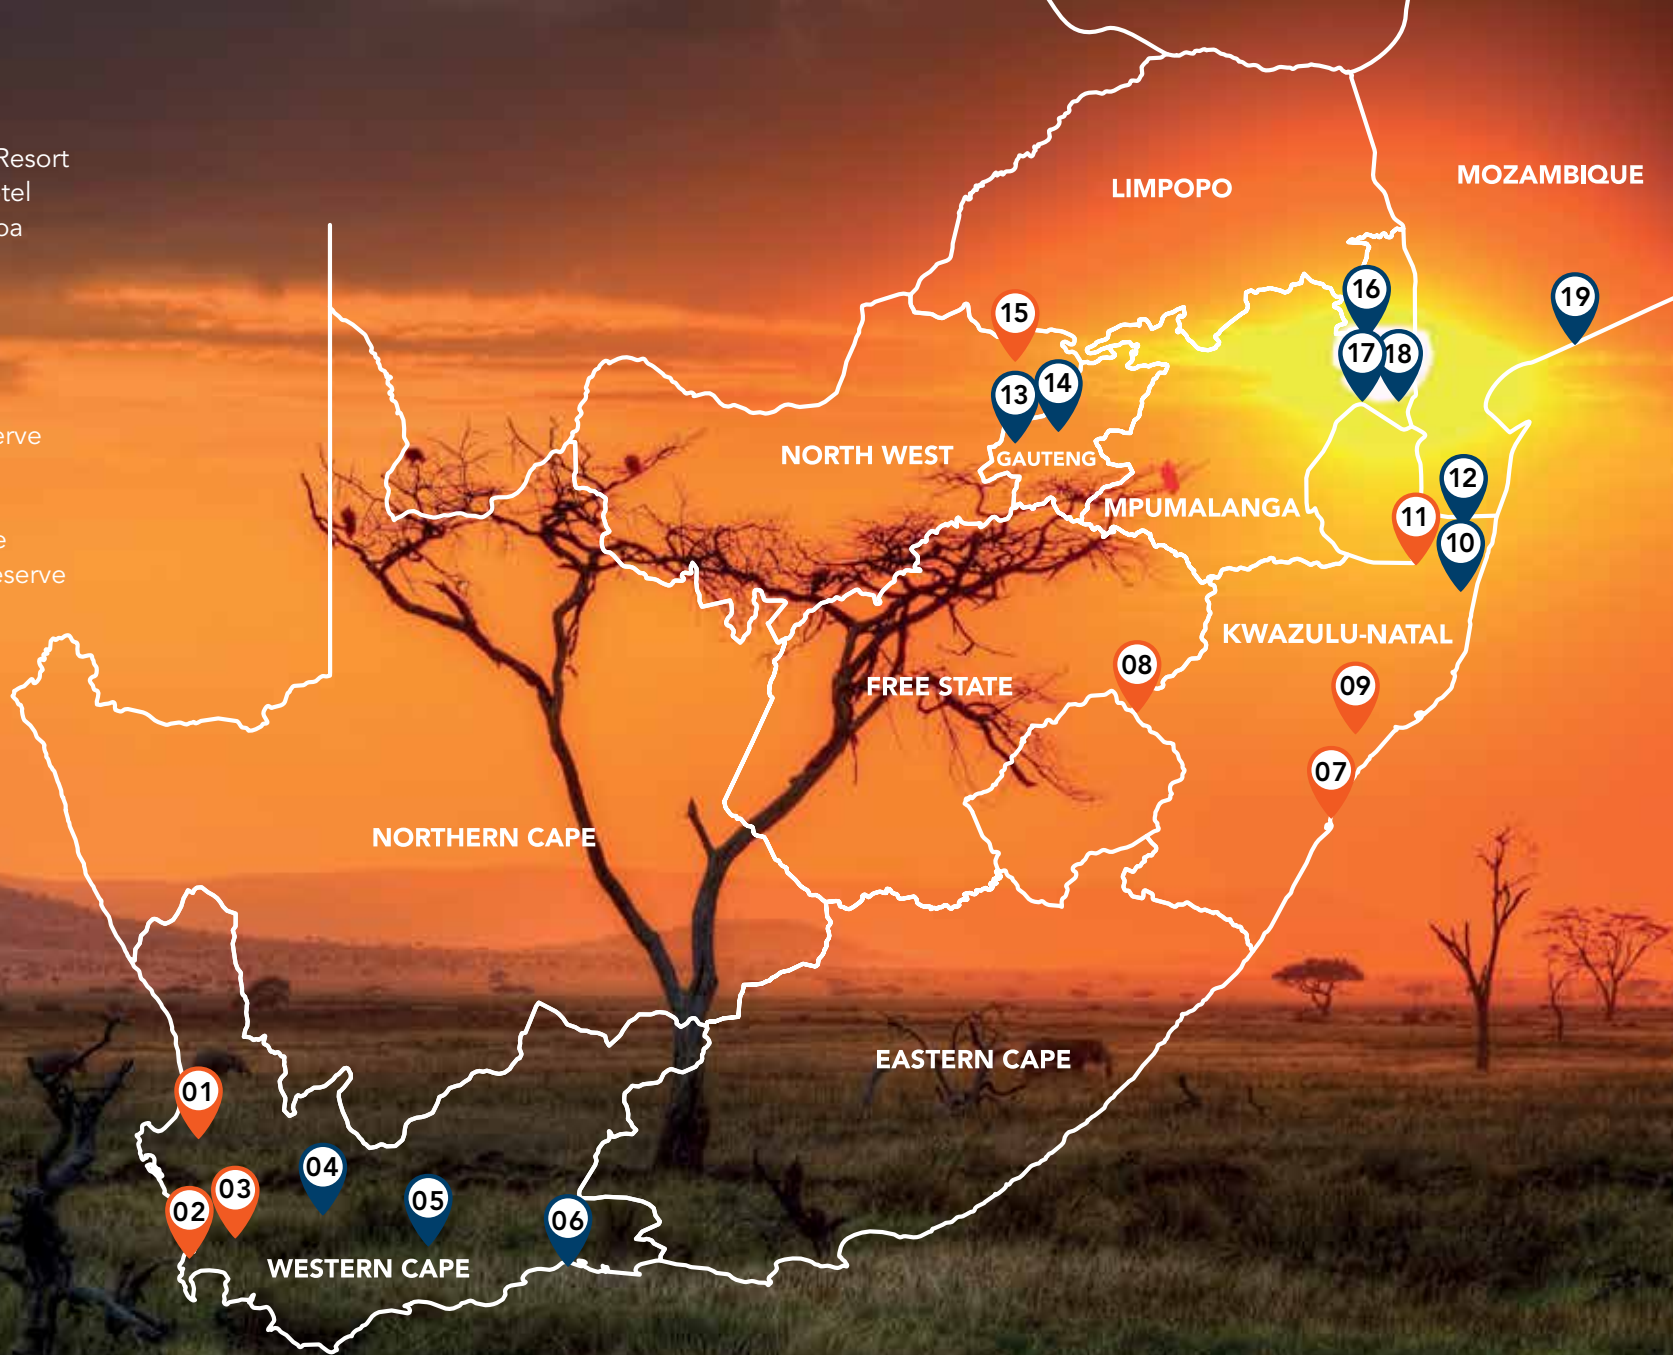 Resort
tel
oa
erve
e
eserve
LIMPOPO
MOZAMBIQUE
16
19
15
17
18
14
13
NORTH WEST
GAUTENG
12
MPUMALANGA
11
10
KWAZULU-NATAL
08
09
FREE STATE
07
NORTHERN CAPE
EASTERN CAPE
01
04
03
05
02
06
WESTERN CAPE